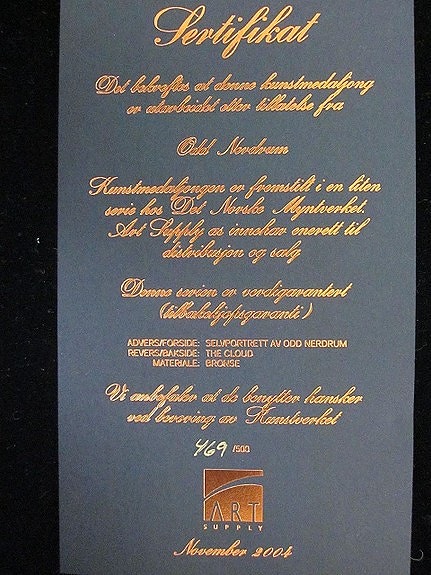 Sertifikat
Det bekreftes at denne kunstmedaljong
er utarbeidet etter tillatelse fra
Odd Nerdrum
Kunstmedaljongen er fremstilt i en liten
serie hos Det Norske Myntverket.
Art Supply as innehar enerett til
distribusjon og salg
Denne serien er verdigarantert
(tilbakekjøpsgaranti)
ADVERS/FORSIDE: SELVPORTRETT AV ODD NERDRUM
REVERS/BAKSIDE: THE CLOUD
MATERIALE: BRONSE
Vi anbefaler at de benytter hansker
ved bevaring av Kunstverket
469 /500
ART
SUPPLY
November 2004